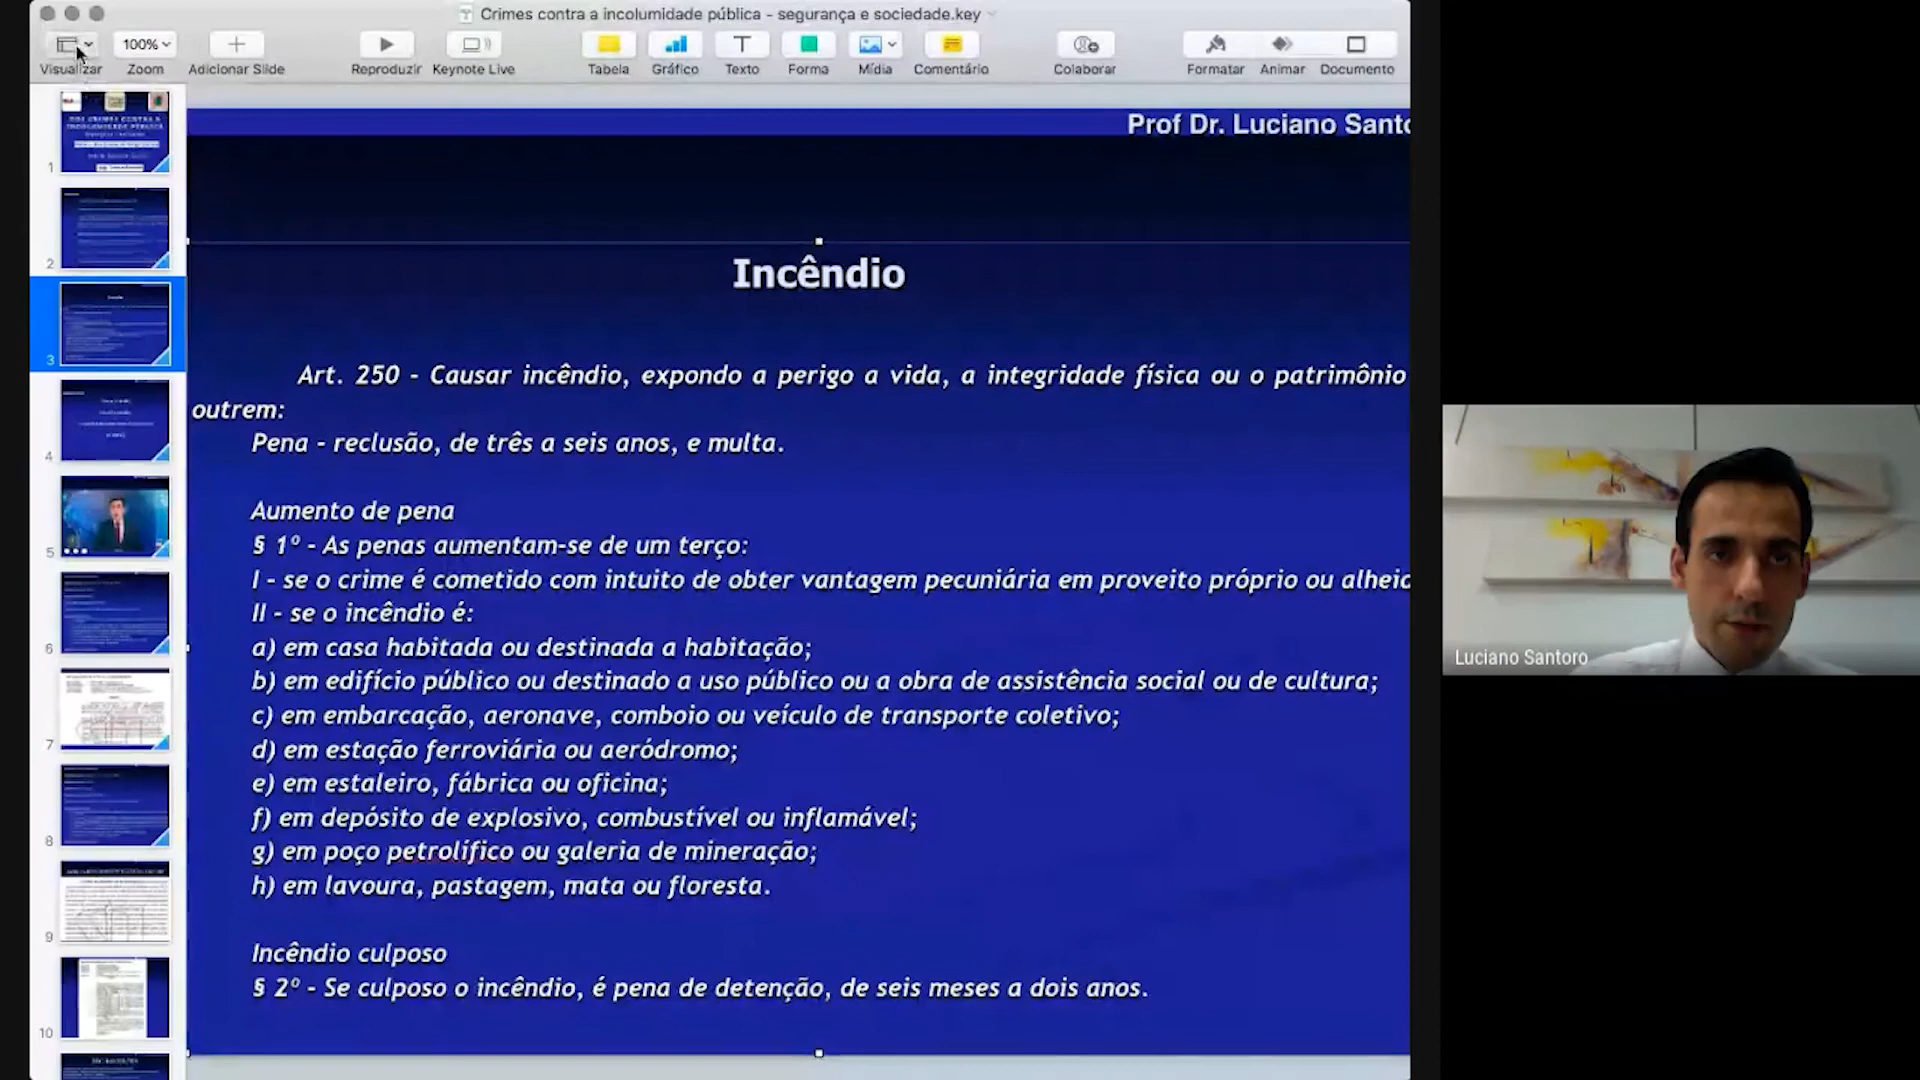 Crimes contra a incolumidade pública - segurança e sociedade.key
100%
Visualizar Zoom Adicionar Slide Reproduzir Keynote Live Tabela Gráfico Texto Forma Mídia Comentário Colaborar Formatar Animar Documento
Prof Dr. Luciano Santo
Incêndio
Art. 250 - Causar incêndio, expondo a perigo a vida, a integridade física ou o patrimônio
outrem:
Pena - reclusão, de três a seis anos, e multa.
Aumento de pena
§ 1º - As penas aumentam-se de um terço:
I - se o crime é cometido com intuito de obter vantagem pecuniária em proveito próprio ou alheio
II - se o incêndio é:
a) em casa habitada ou destinada a habitação;
b) em edifício público ou destinado a uso público ou a obra de assistência social ou de cultura;
c) em embarcação, aeronave, comboio ou veículo de transporte coletivo;
d) em estação ferroviária ou aeródromo;
e) em estaleiro, fábrica ou oficina;
f) em depósito de explosivo, combustível ou inflamável;
g) em poço petrolífico ou galeria de mineração;
h) em lavoura, pastagem, mata ou floresta.
Incêndio culposo
§ 2º - Se culposo o incêndio, é pena de detenção, de seis meses a dois anos.
1
2
3
4
5
6
7
8
9
10
Luciano Santoro